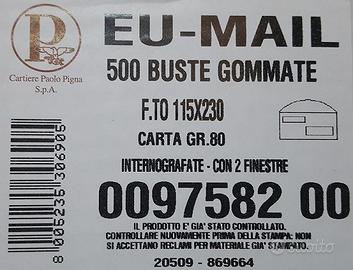 EU-MAIL
500 BUSTE GOMMATE
Cartiere Paolo Pigna
S.p.A.
F.TO 115X230
CARTA GR.80
INTERNOGRAFATE - CON 2 FINESTRE
0097582 00
IL PRODOTTO E' GIA' STATO CONTROLLATO.
CONTROLLARE NUOVAMENTE PRIMA DELLA STAMPA: NON
SI ACCETTANO RECLAMI PER MATERIALE GIA' STAMPATO.
20509 - 869664
8 005235 306905
subito